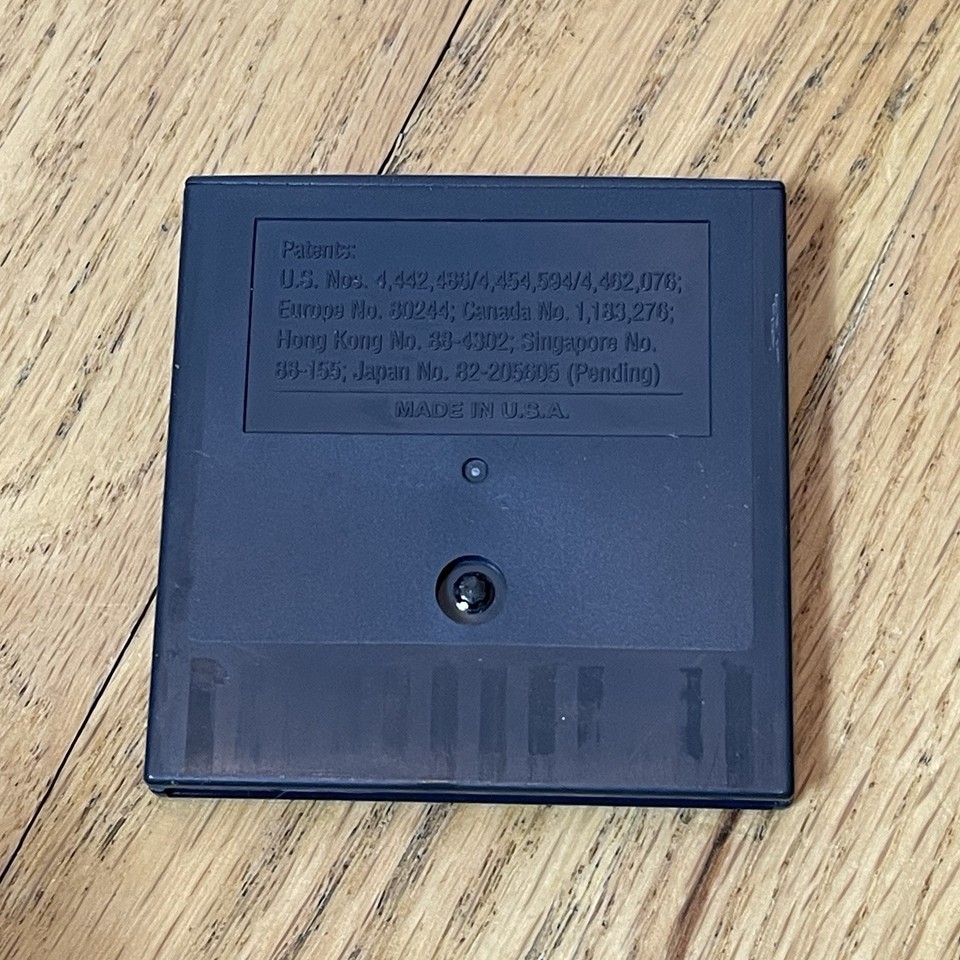 Patents:
U.S. Nos. 4,442,486/4,454,594/4,462,076;
Europe No. 80244; Canada No. 1,183,276;
Hong Kong No. 88-4302; Singapore No.
88-155; Japan No. 82-205605 (Pending)
MADE IN U.S.A.